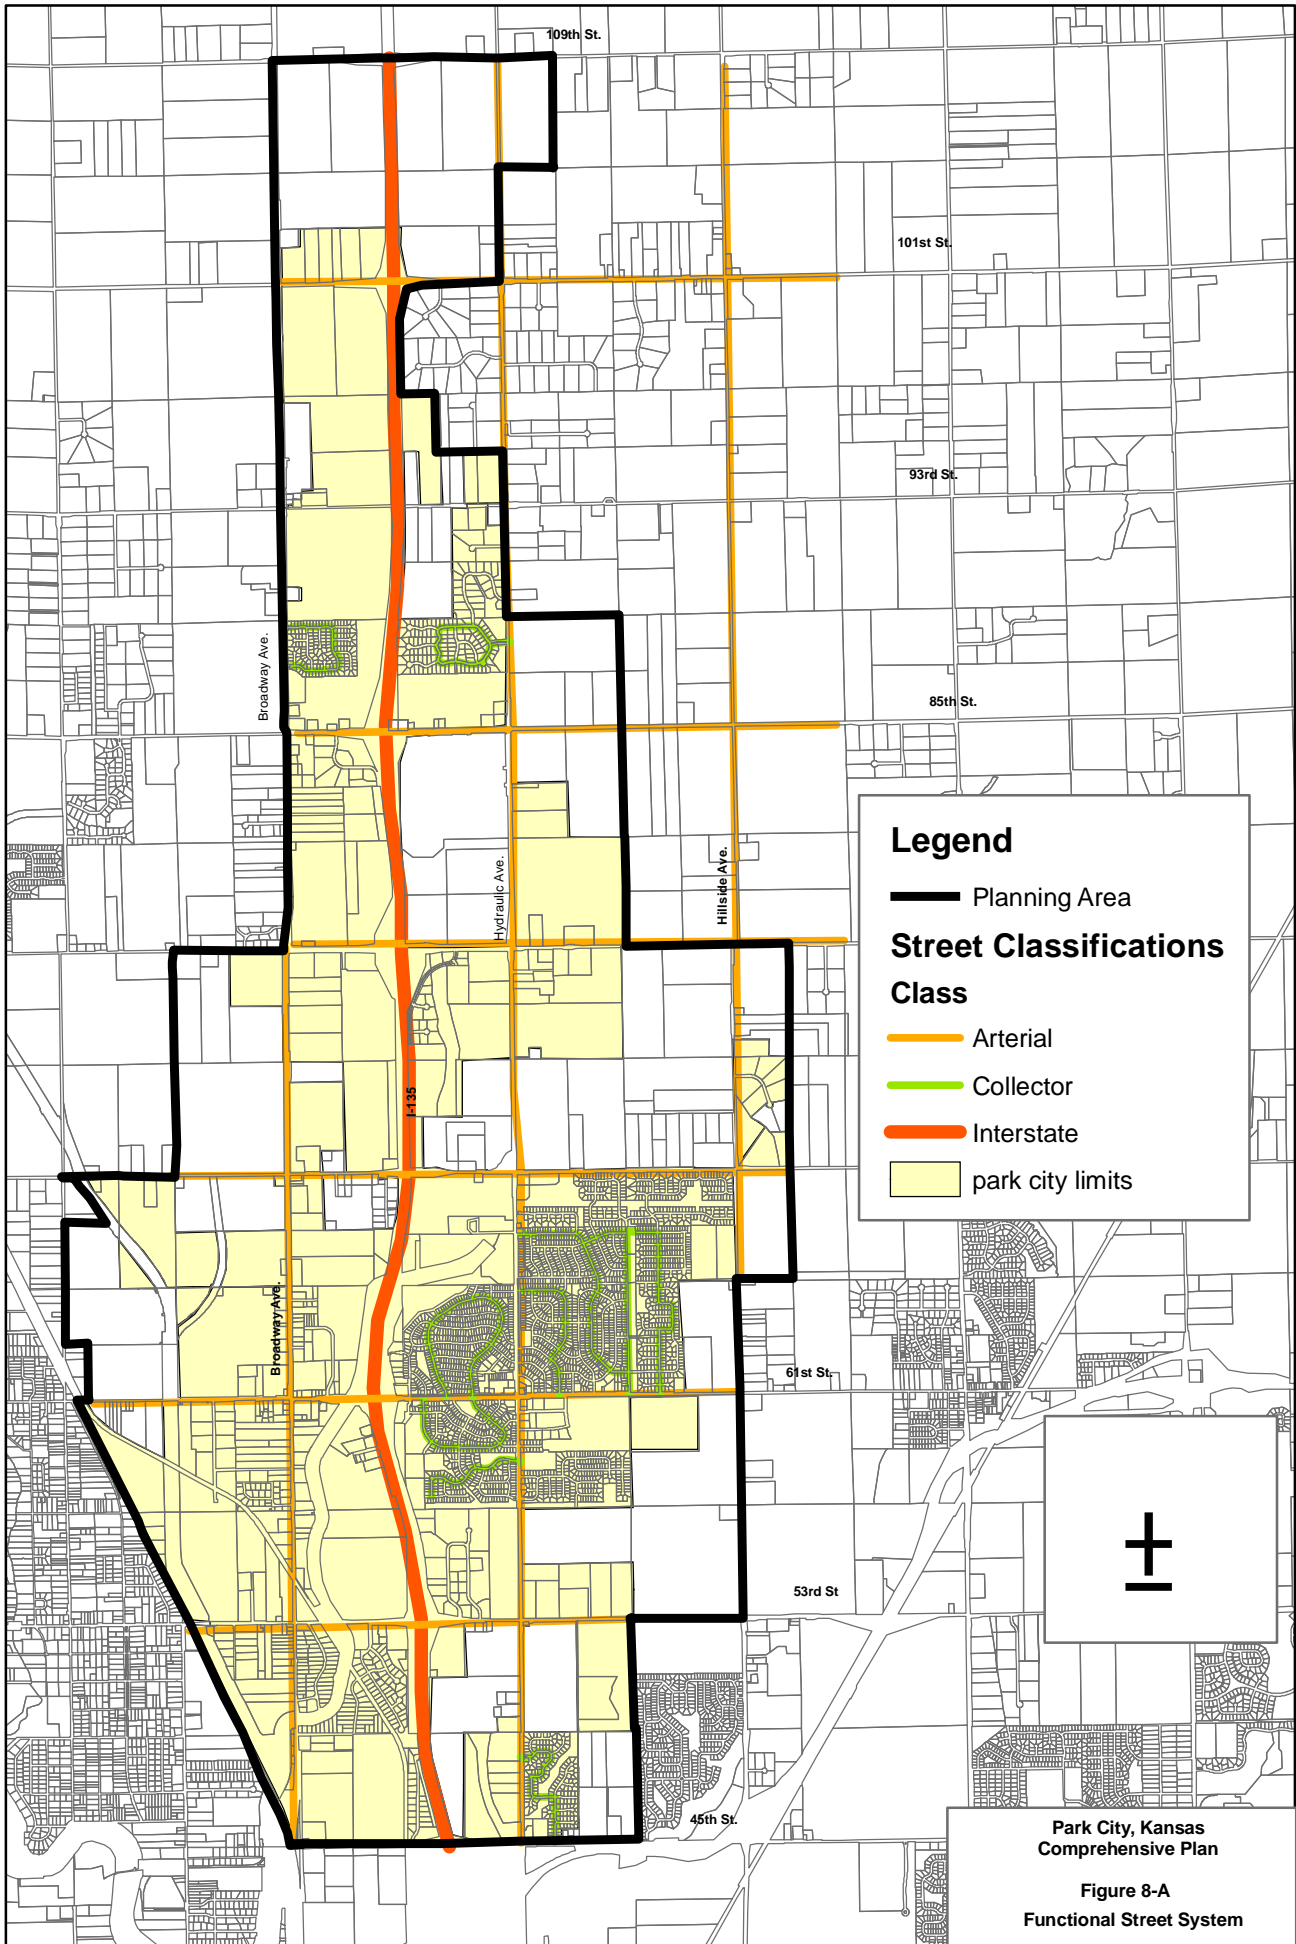 109th St.
101st St.
93rd St.
Broadway Ave.
85th St.
Hydraulic Ave.
Hillside Ave.
Legend
Planning Area
Street Classifications
Class
Arterial
Collector
Interstate
park city limits
I-135
Broadway Ave.
61st St.
±
53rd St
45th St.
Park City, Kansas
Comprehensive Plan
Figure 8-A
Functional Street System